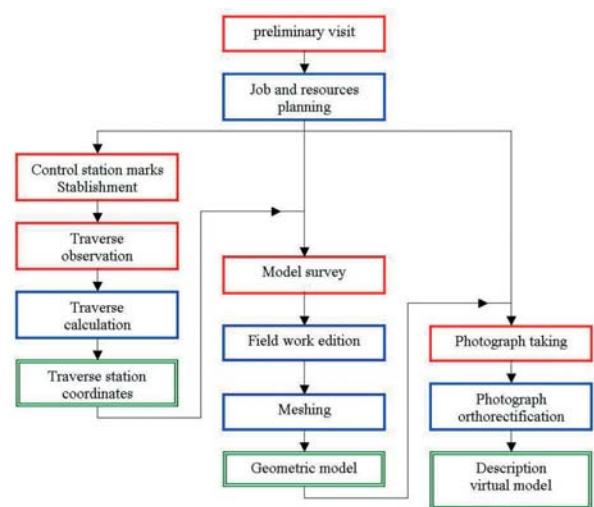 preliminary visit
Job and resources
planning
Control station marks
Stablishment
Traverse
observation
Traverse
calculation
Traverse station
coordinates
Model survey
Field work edition
Meshing
Geometric model
Photograph taking
Photograph
orthorectification
Description
virtual model